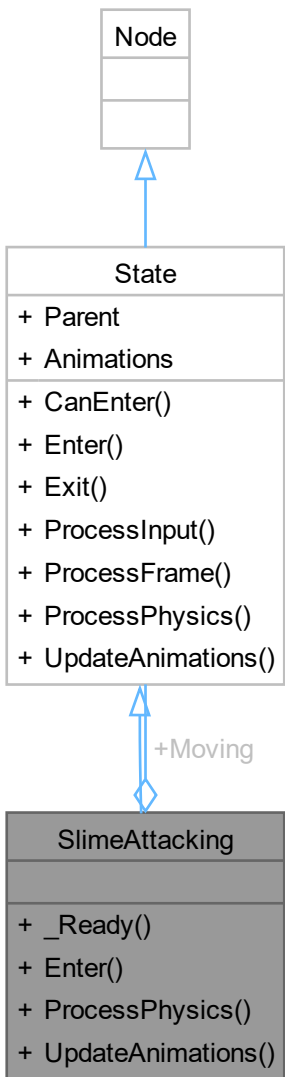 Node
State
+ Parent
+ Animations
+ CanEnter()
+ Enter()
+ Exit()
+ ProcessInput()
+ ProcessFrame()
+ ProcessPhysics()
+ UpdateAnimations()
+Moving
SlimeAttacking
+ _Ready()
+ Enter()
+ ProcessPhysics()
+ UpdateAnimations()